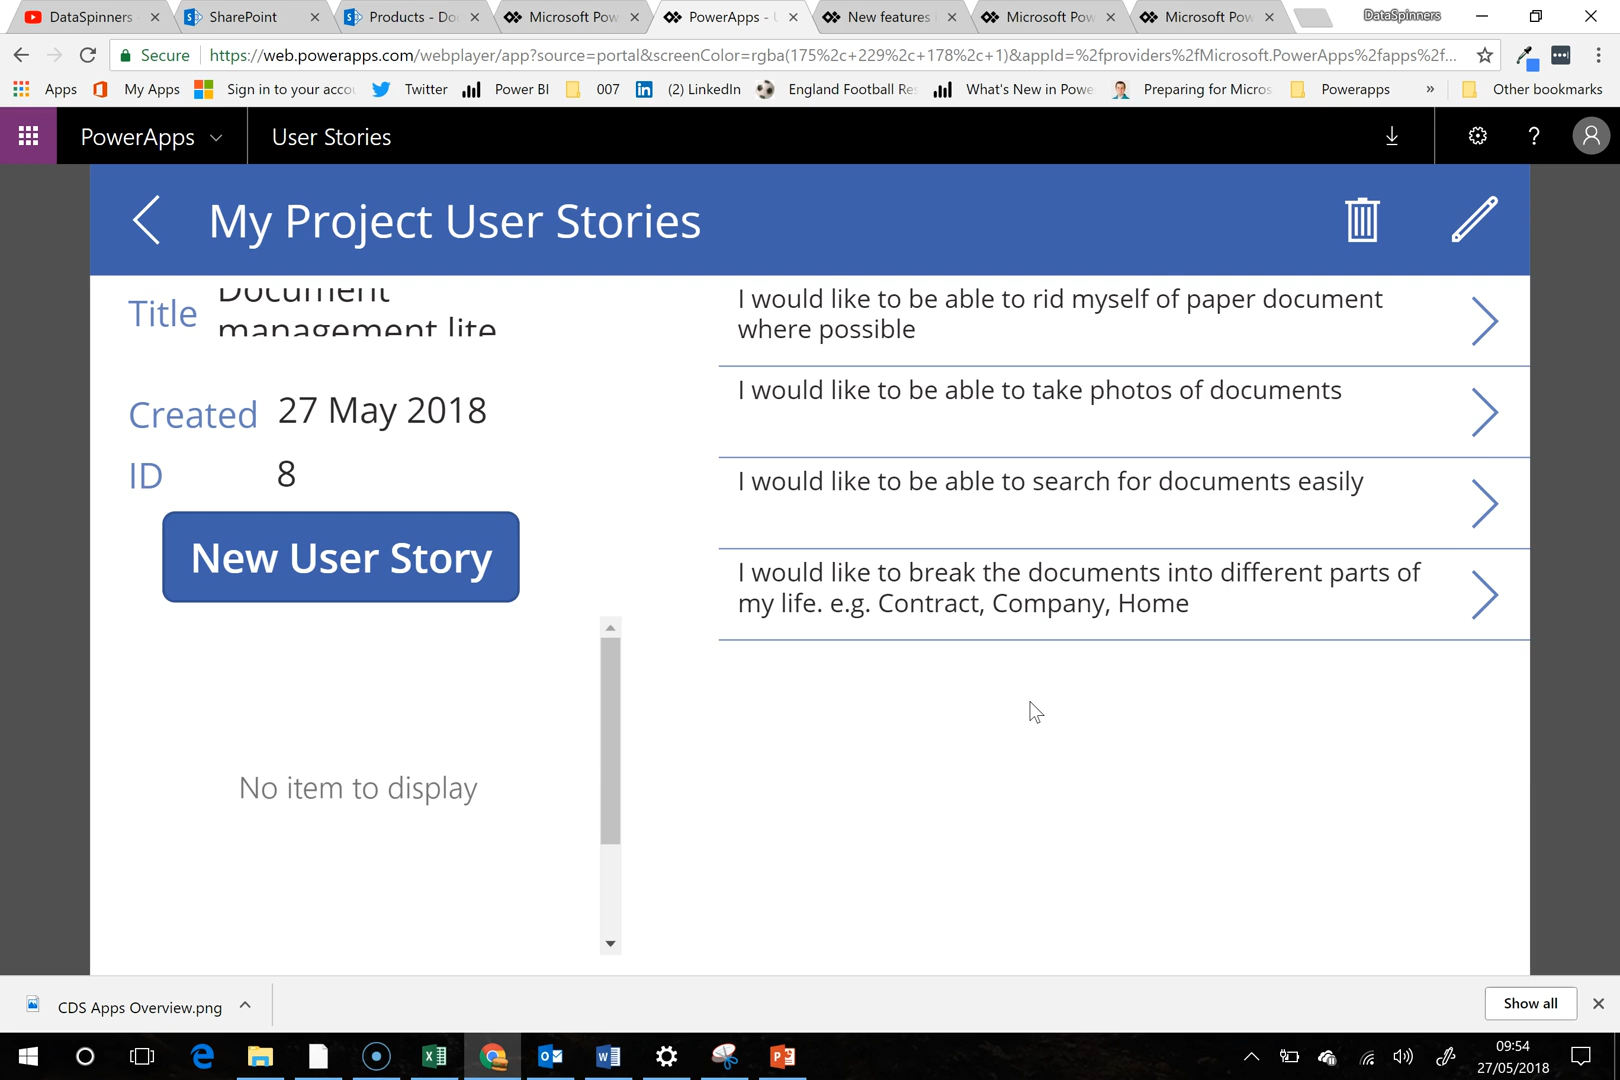 DataSpinners
SharePoint
Products - Do
Microsoft Pow
PowerApps -
New features
Microsoft Pow
Microsoft Pow
DataSpinners
Secure
https://web.powerapps.com/webplayer/app?source=portal&screenColor=rgba(175%2c+229%2c+178%2c+1)&appId=%2fproviders%2fMicrosoft.PowerApps%2fapps%2f...
Apps
My Apps
Sign in to your accou
Twitter
Power BI
007
(2) LinkedIn
England Football Res
What's New in Powe
Preparing for Micros
Powerapps
»
Other bookmarks
PowerApps
User Stories
?
My Project User Stories
Title
Document
management lite
Created 27 May 2018
ID 8
New User Story
No item to display
I would like to be able to rid myself of paper document
where possible
I would like to be able to take photos of documents
I would like to be able to search for documents easily
I would like to break the documents into different parts of
my life. e.g. Contract, Company, Home
CDS Apps Overview.png
Show all
09:54
27/05/2018